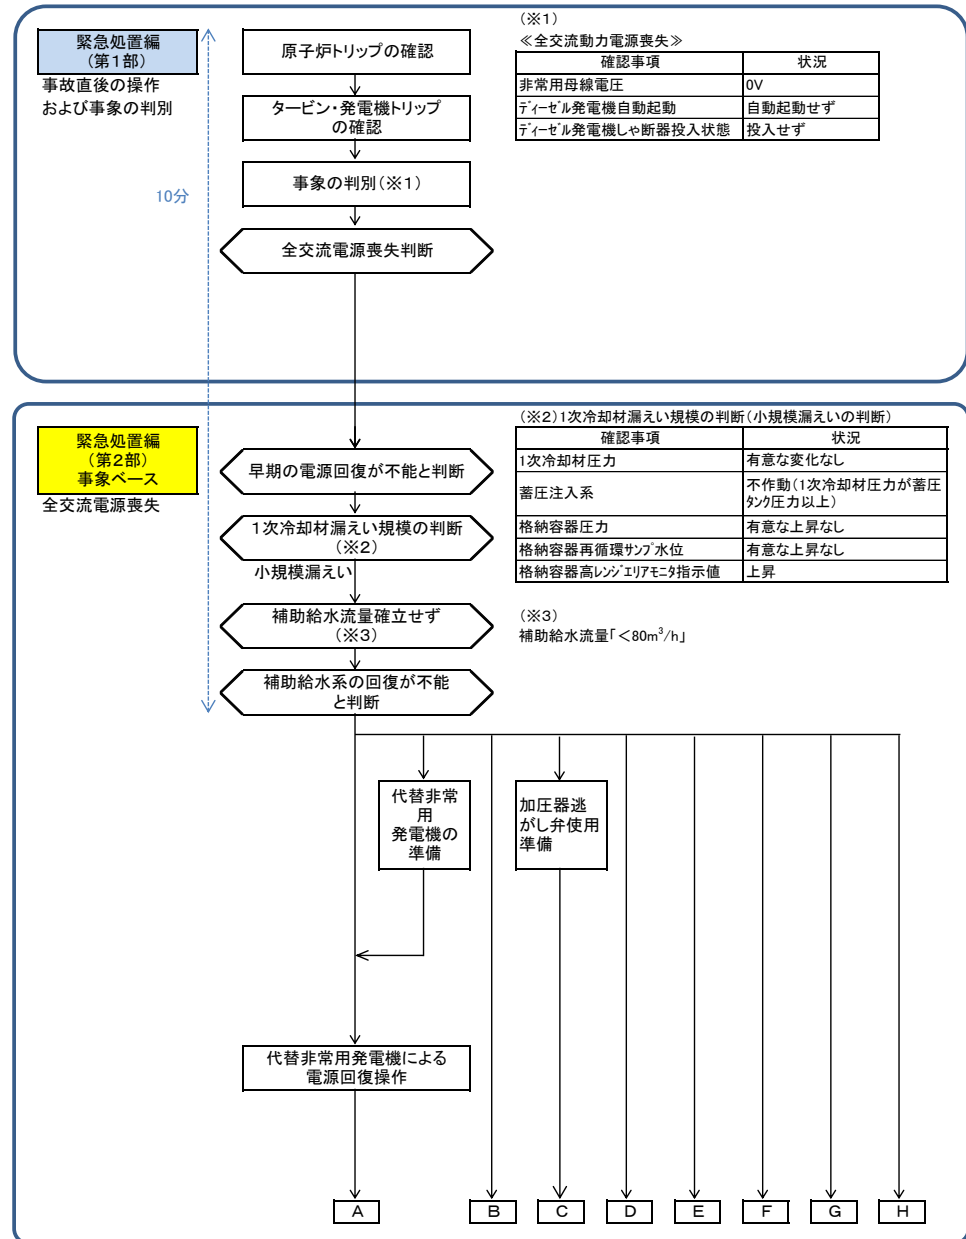 緊急処置編
(第1部)
事故直後の操作
および事象の判別
10分
原子炉トリップの確認
タービン・発電機トリップ
の確認
事象の判別(※1)
全交流電源喪失判断
(※1)
≪全交流動力電源喪失≫
確認事項 状況
非常用母線電圧 0V
ディーゼル発電機自動起動 自動起動せず
ディーゼル発電機しゃ断器投入状態 投入せず
緊急処置編
(第2部)
事象ベース
全交流電源喪失
早期の電源回復が不能と判断
1次冷却材漏えい規模の判断
(※2)
小規模漏えい
補助給水流量確立せず
(※3)
補助給水系の回復が不能
と判断
(※2)1次冷却材漏えい規模の判断(小規模漏えいの判断)
確認事項 状況
1次冷却材圧力 有意な変化なし
蓄圧注入系 不作動(1次冷却材圧力が蓄圧
タンク圧力以上)
格納容器圧力 有意な上昇なし
格納容器再循環サンプ水位 有意な上昇なし
格納容器高レンジエリアモニタ指示値 上昇
(※3)
補助給水流量「<80m³/h」
代替非常
用
発電機の
準備
加圧器逃
がし弁使用
準備
代替非常用発電機による
電源回復操作
A B C D E F G H